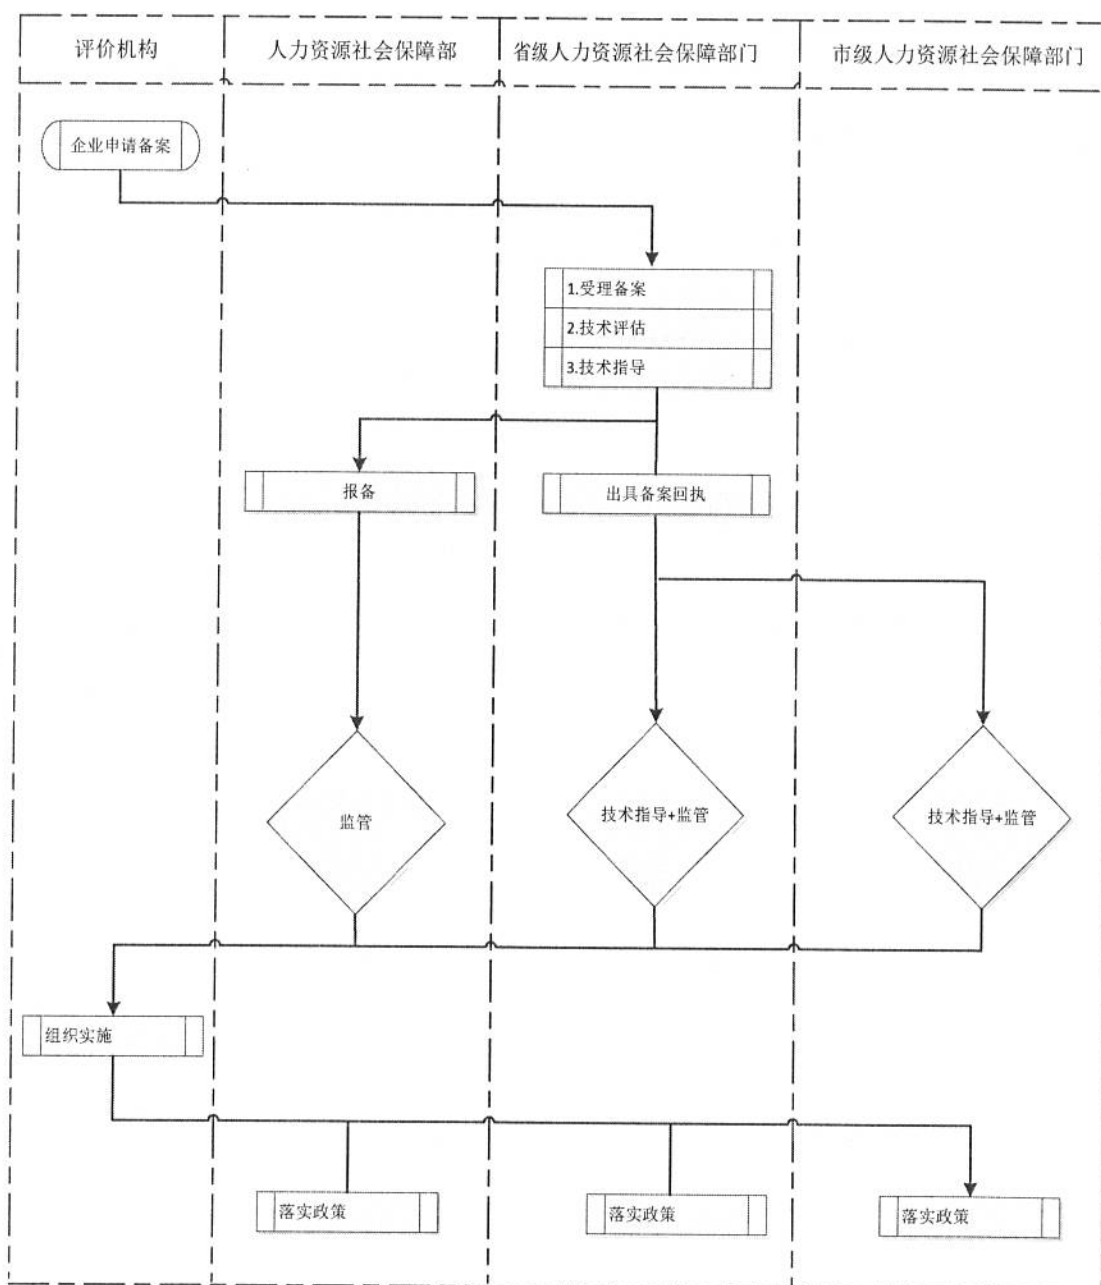 评价机构
人力资源社会保障部
省级人力资源社会保障部门
市级人力资源社会保障部门
企业申请备案
1.受理备案
2.技术评估
3.技术指导
报备
出具备案回执
监管
技术指导+监管
技术指导+监管
组织实施
落实政策
落实政策
落实政策